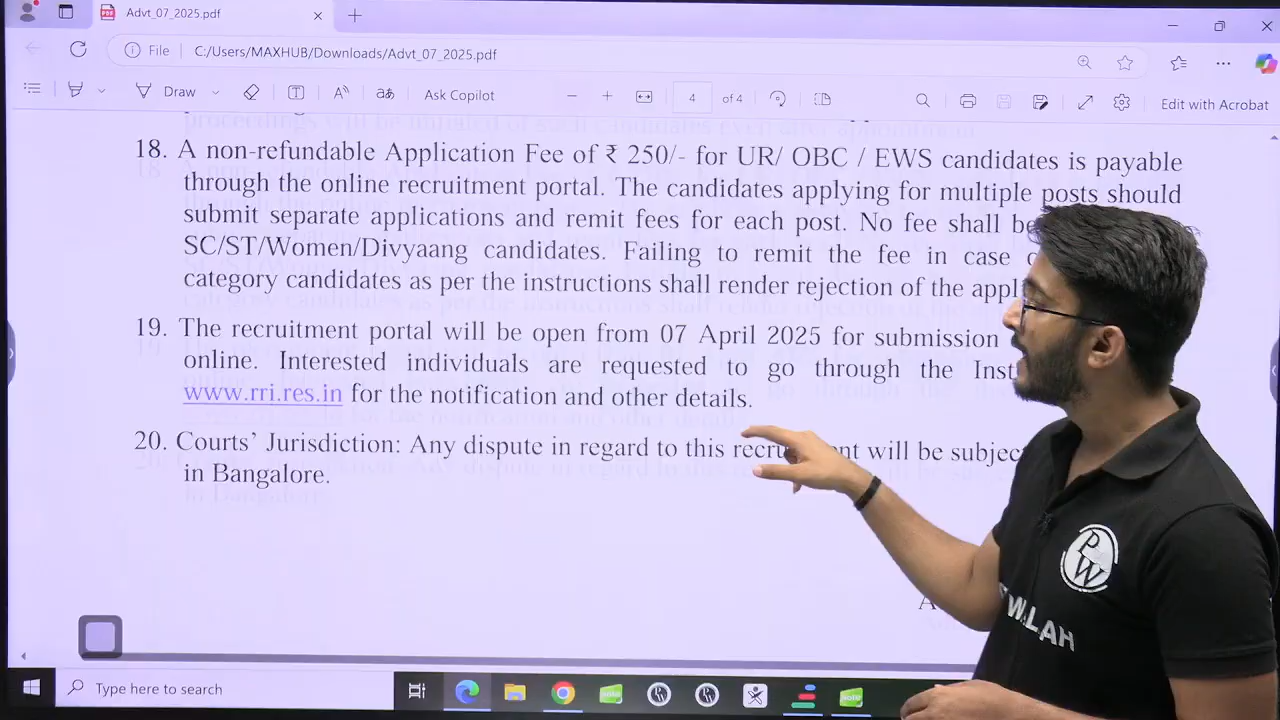 Advt_07_2025.pdf
File | C:/Users/MAXHUB/Downloads/Advt_07_2025.pdf
Draw
Ask Copilot
4 of 4
Edit with Acrobat
18. A non-refundable Application Fee of ₹ 250/- for UR/ OBC / EWS candidates is payable
through the online recruitment portal. The candidates applying for multiple posts should
submit separate applications and remit fees for each post. No fee shall be
SC/ST/Women/Divyaang candidates. Failing to remit the fee in case
category candidates as per the instructions shall render rejection of the
19. The recruitment portal will be open from 07 April 2025 for submission
online. Interested individuals are requested to go through the
www.rri.res.in for the notification and other details.
20. Courts' Jurisdiction: Any dispute in regard to this will be
in Bangalore.
PW
Type here to search